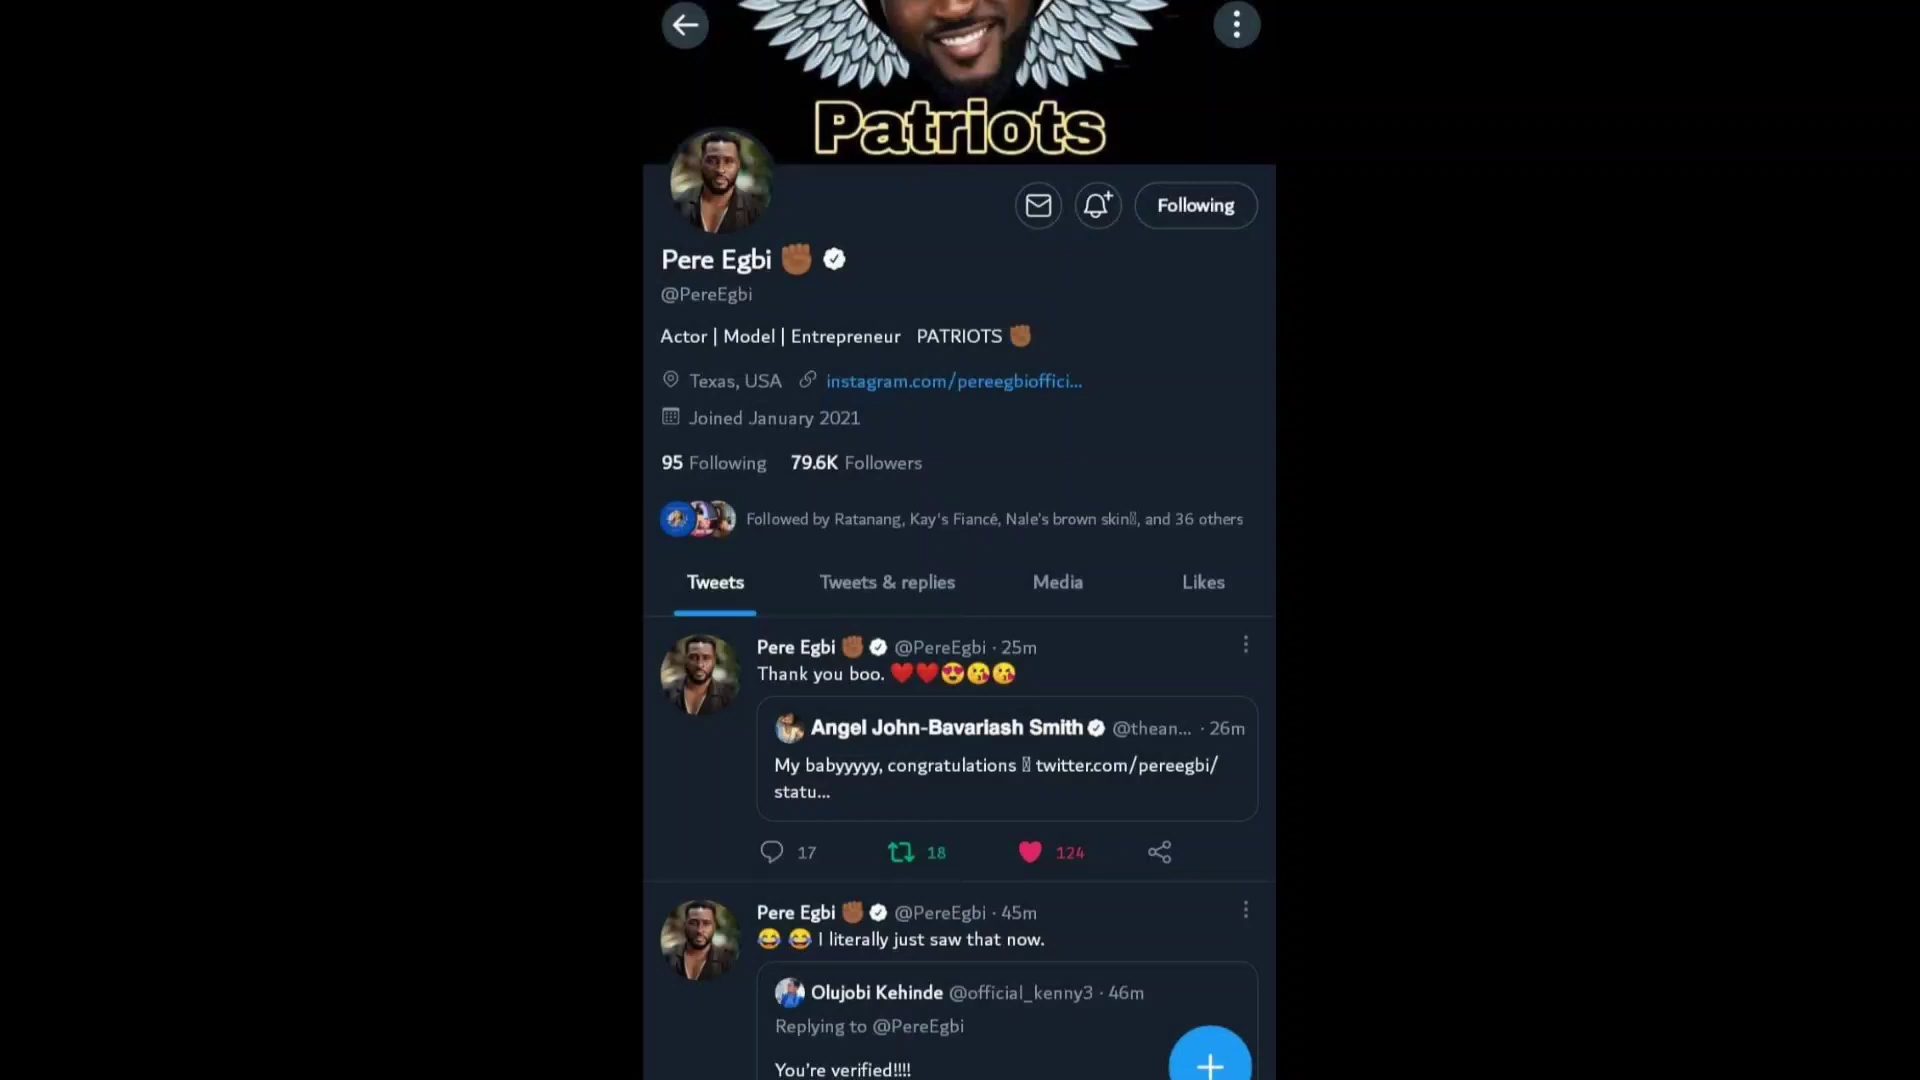 Patriots
Following
Pere Egbi
@PereEgbi
Actor | Model | Entrepreneur PATRIOTS
Texas, USA instagram.com/pereegbioffici...
Joined January 2021
95 Following 79.6K Followers
Followed by Ratanang, Kay's Fiancé, Nale's brown skin, and 36 others
Tweets Tweets & replies Media Likes
Pere Egbi @PereEgbi · 25m
Thank you boo. ❤️❤️😍😘😘
Angel John-Bavariash Smith @thean... · 26m
My babyyyyy, congratulations twitter.com/pereegbi/
statu...
17 18 124
Pere Egbi @PereEgbi · 45m
😂 😂 I literally just saw that now.
Olujobi Kehinde @official_kenny3 · 46m
Replying to @PereEgbi
You're verified!!!!